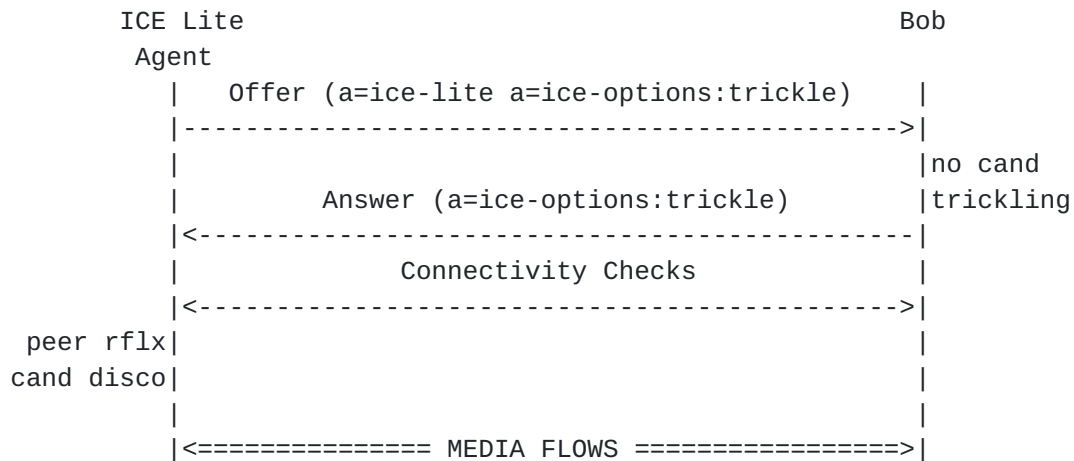 ICE Lite                                          Bob
 Agent
   |   Offer (a=ice-lite a=ice-options:trickle)    |
   |---------------------------------------------->|
   |                                               |no cand
   |         Answer (a=ice-options:trickle)        |trickling
   |<----------------------------------------------|
   |              Connectivity Checks              |
   |<--------------------------------------------->|
peer rflx|                                               |
cand disco|                                               |
   |                                               |
   |<=============== MEDIA FLOWS =================>|